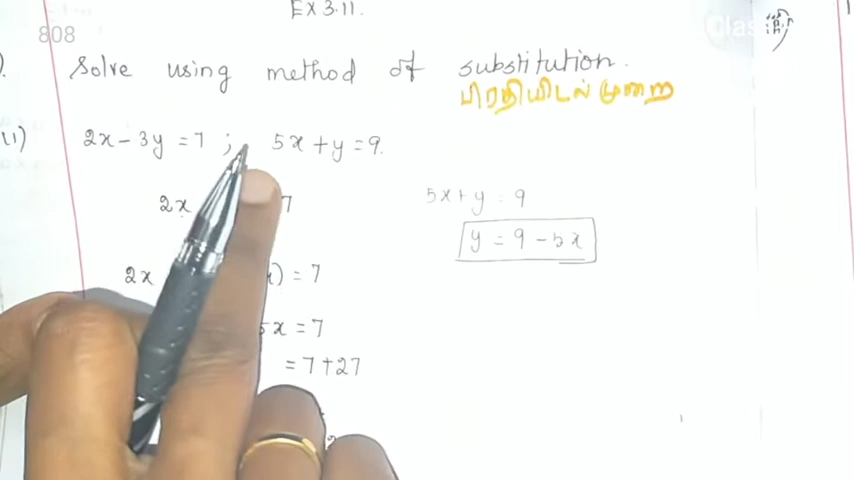 EX 3.11.
808
Solve using method of substitution.
பிரதியிடல் முறை
2x - 3y = 7 ; 5x + y = 9.
5x + y = 9
2x 7
y = 9 - 5x
2x ) = 7
5x = 7
= 7 + 27